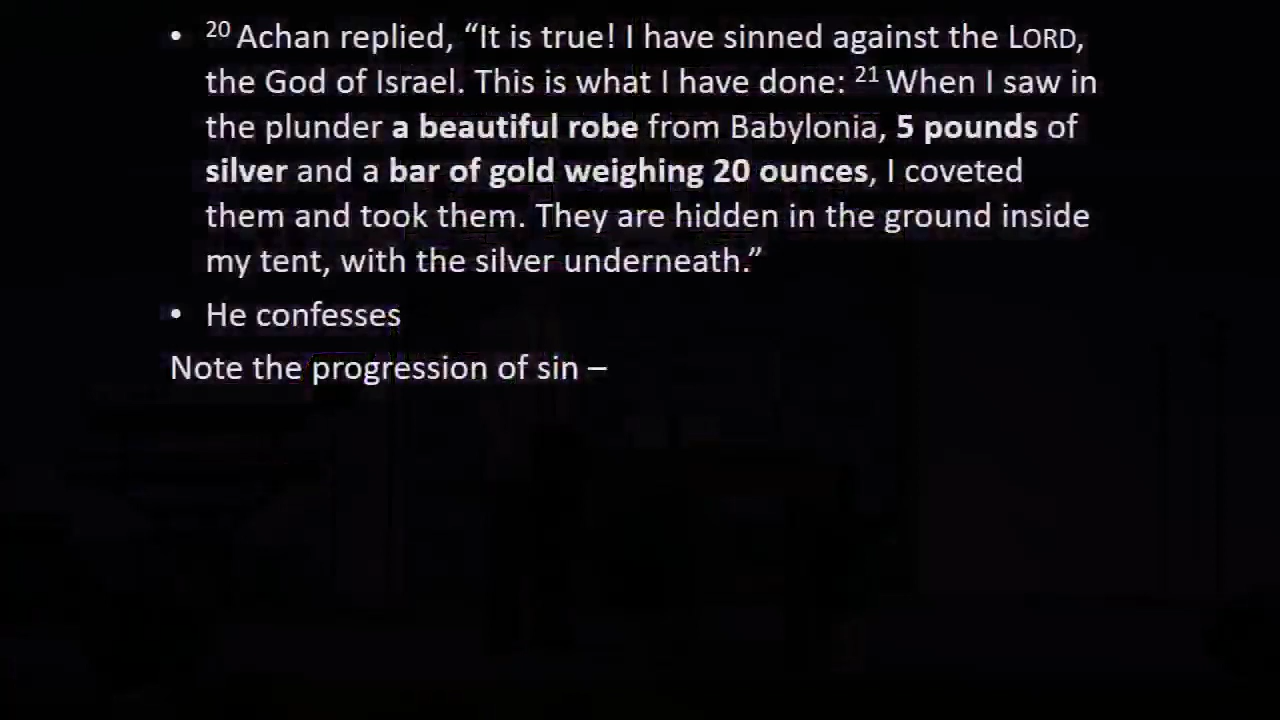 • ²⁰ Achan replied, “It is true! I have sinned against the LORD,
the God of Israel. This is what I have done: ²¹ When I saw in
the plunder a beautiful robe from Babylonia, 5 pounds of
silver and a bar of gold weighing 20 ounces, I coveted
them and took them. They are hidden in the ground inside
my tent, with the silver underneath.”
• He confesses
Note the progression of sin –